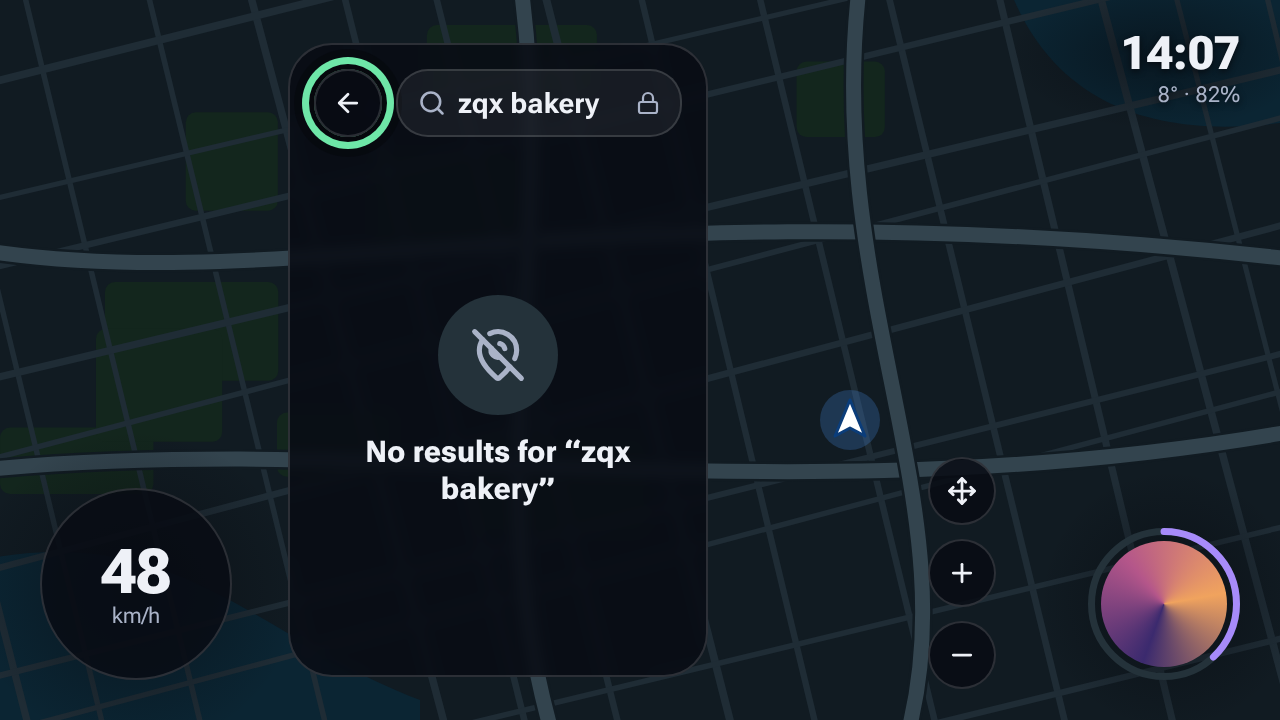 zqx bakery
14:07
8° · 82%
No results for “zqx
bakery”
48
km/h